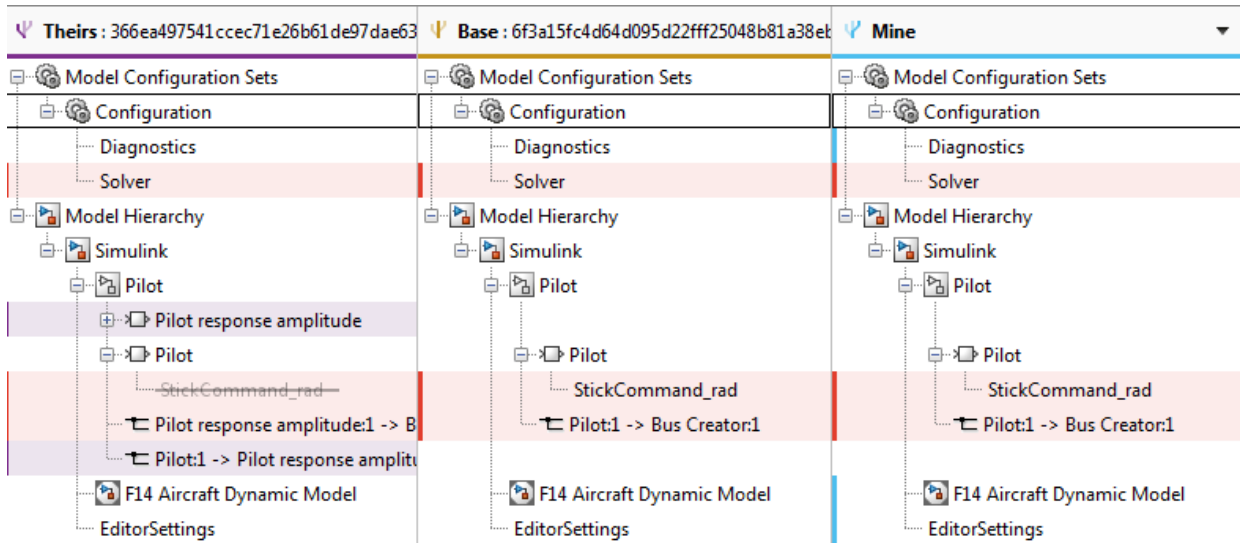 Theirs : 366ea497541ccec71e26b61de97dae63
Base : 6f3a15fc4d64d095d22fff25048b81a38eb
Mine
Model Configuration Sets
Model Configuration Sets
Model Configuration Sets
Configuration
Configuration
Configuration
Diagnostics
Diagnostics
Diagnostics
Solver
Solver
Solver
Model Hierarchy
Model Hierarchy
Model Hierarchy
Simulink
Simulink
Simulink
Pilot
Pilot
Pilot
Pilot response amplitude
Pilot
Pilot
Pilot
StickCommand_rad
StickCommand_rad
StickCommand_rad
Pilot response amplitude:1 -> B
Pilot:1 -> Bus Creator:1
Pilot:1 -> Bus Creator:1
Pilot:1 -> Pilot response amplitu
F14 Aircraft Dynamic Model
F14 Aircraft Dynamic Model
F14 Aircraft Dynamic Model
EditorSettings
EditorSettings
EditorSettings